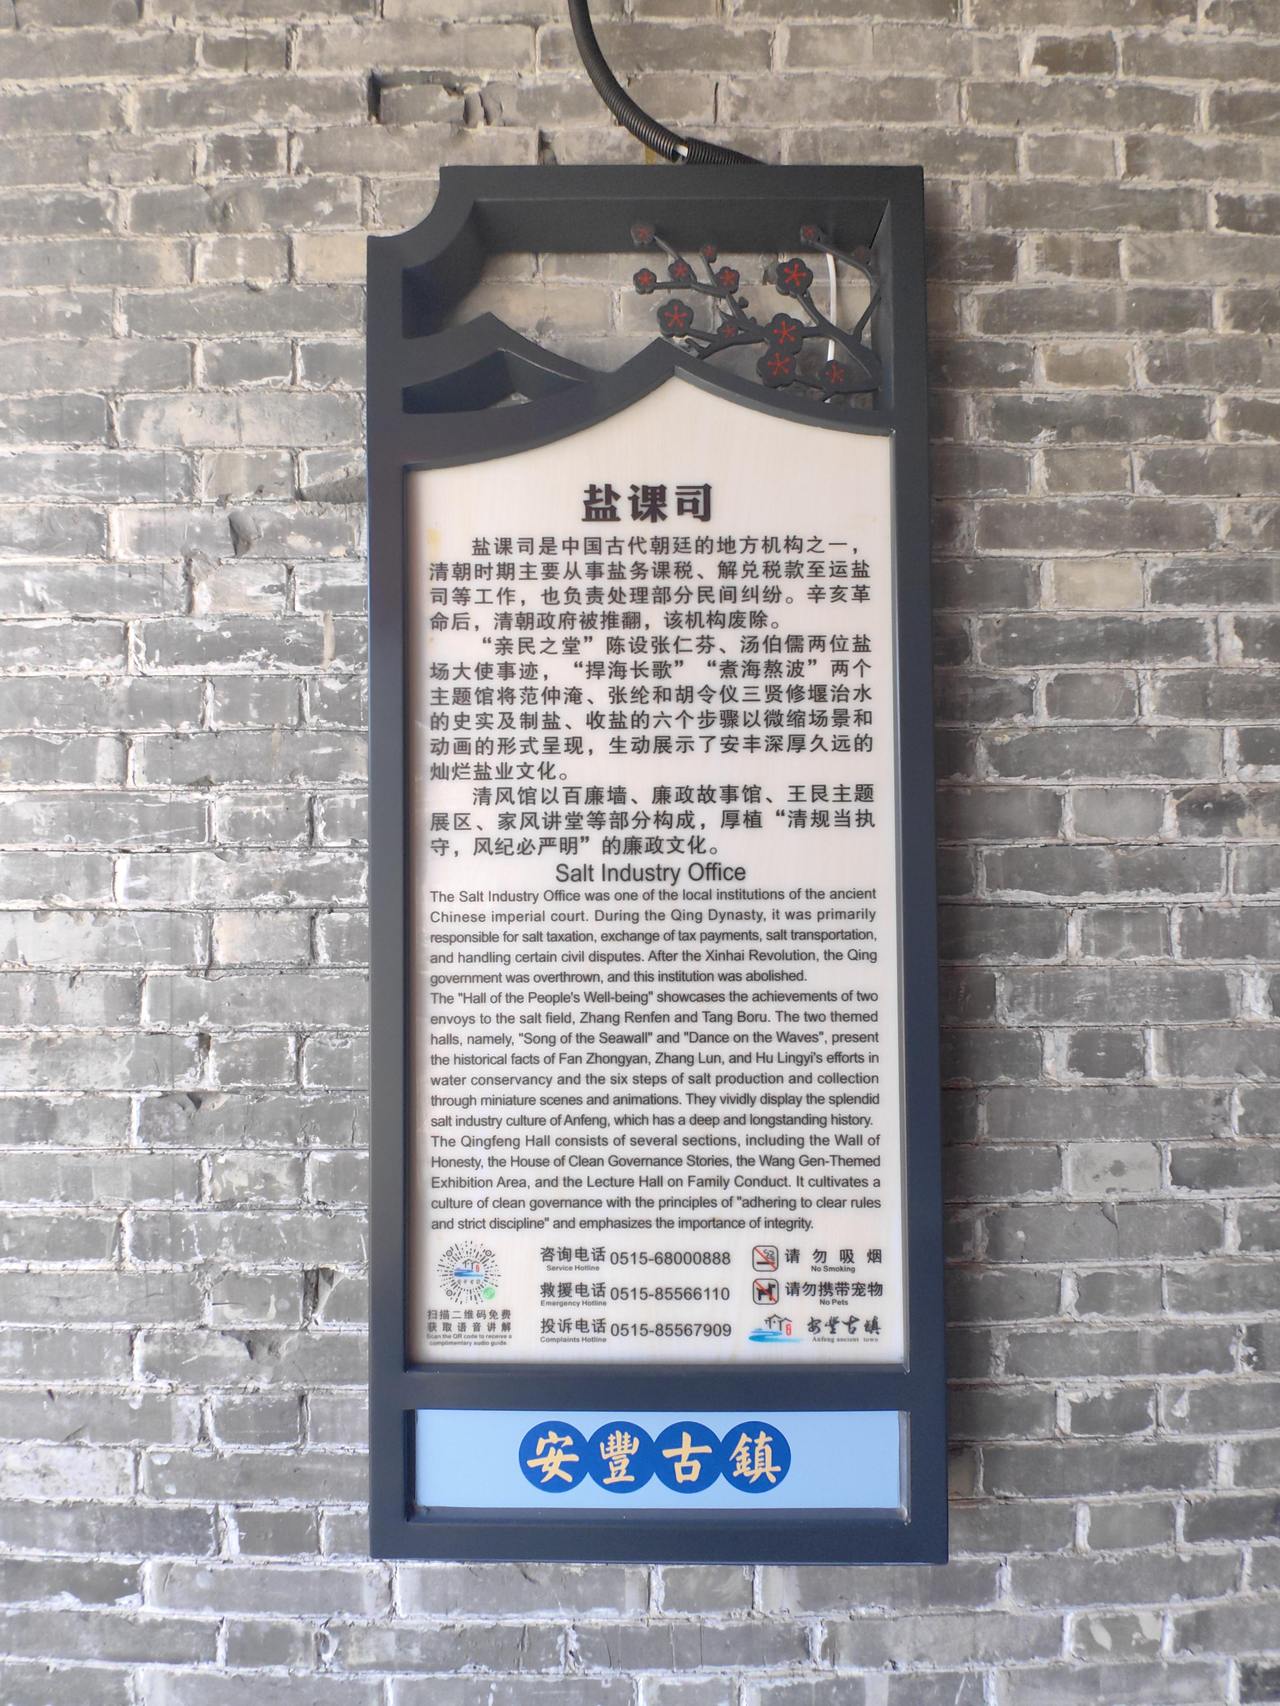 盐课司
盐课司是中国古代朝廷的地方机构之一，
清朝时期主要从事盐务课税、解兑税款至运盐
司等工作，也负责处理部分民间纠纷。辛亥革
命后，清朝政府被推翻，该机构废除。
“亲民之堂”陈设张仁芬、汤伯儒两位盐
场大使事迹，“捍海长歌”“煮海熬波”两个
主题馆将范仲淹、张纶和胡令仪三贤修堰治水
的史实及制盐、收盐的六个步骤以微缩场景和
动画的形式呈现，生动展示了安丰深厚久远的
灿烂盐业文化。
清风馆以百廉墙、廉政故事馆、王艮主题
展区、家风讲堂等部分构成，厚植“清规当执
守，风纪必严明”的廉政文化。
Salt Industry Office
The Salt Industry Office was one of the local institutions of the ancient
Chinese imperial court. During the Qing Dynasty, it was primarily
responsible for salt taxation, exchange of tax payments, salt transportation,
and handling certain civil disputes. After the Xinhai Revolution, the Qing
government was overthrown, and this institution was abolished.
The "Hall of the People's Well-being" showcases the achievements of two
envoys to the salt field, Zhang Renfen and Tang Boru. The two themed
halls, namely, "Song of the Seawall" and "Dance on the Waves", present
the historical facts of Fan Zhongyan, Zhang Lun, and Hu Lingyi's efforts in
water conservancy and the six steps of salt production and collection
through miniature scenes and animations. They vividly display the splendid
salt industry culture of Anfeng, which has a deep and longstanding history.
The Qingfeng Hall consists of several sections, including the Wall of
Honesty, the House of Clean Governance Stories, the Wang Gen-Themed
Exhibition Area, and the Lecture Hall on Family Conduct. It cultivates a
culture of clean governance with the principles of "adhering to clear rules
and strict discipline" and emphasizes the importance of integrity.
咨询电话 0515-68000888
Service Hotline
请勿吸烟
No Smoking
救援电话 0515-85566110
Emergency Hotline
请勿携带宠物
No Pets
扫描二维码免费
获取语音讲解
Scan the QR code to receive a
complimentary audio guide
投诉电话 0515-85567909
Complaints Hotline
安豐古镇
Anfeng ancient town
安豐古鎮